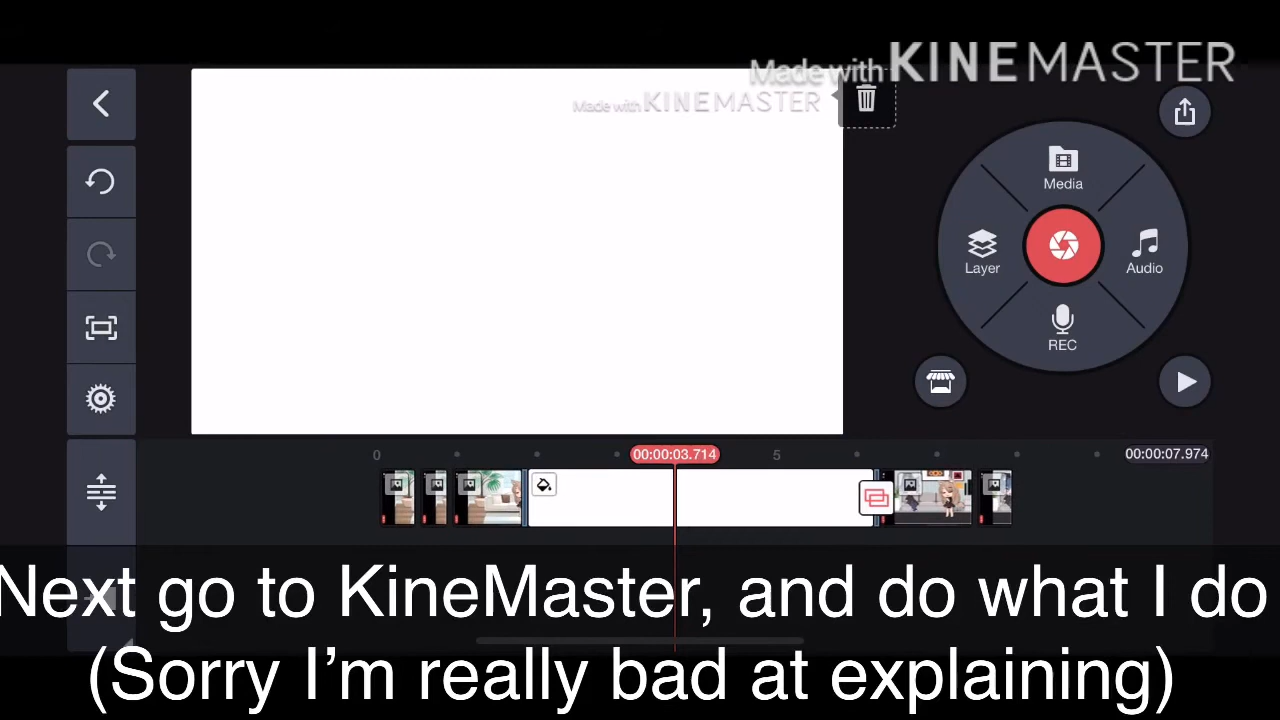 Made with KINEMASTER
Made with KINEMASTER
Media
Layer
Audio
REC
0
00:00:03.714
5
00:00:07.974
Next go to KineMaster, and do what I do
(Sorry I’m really bad at explaining)